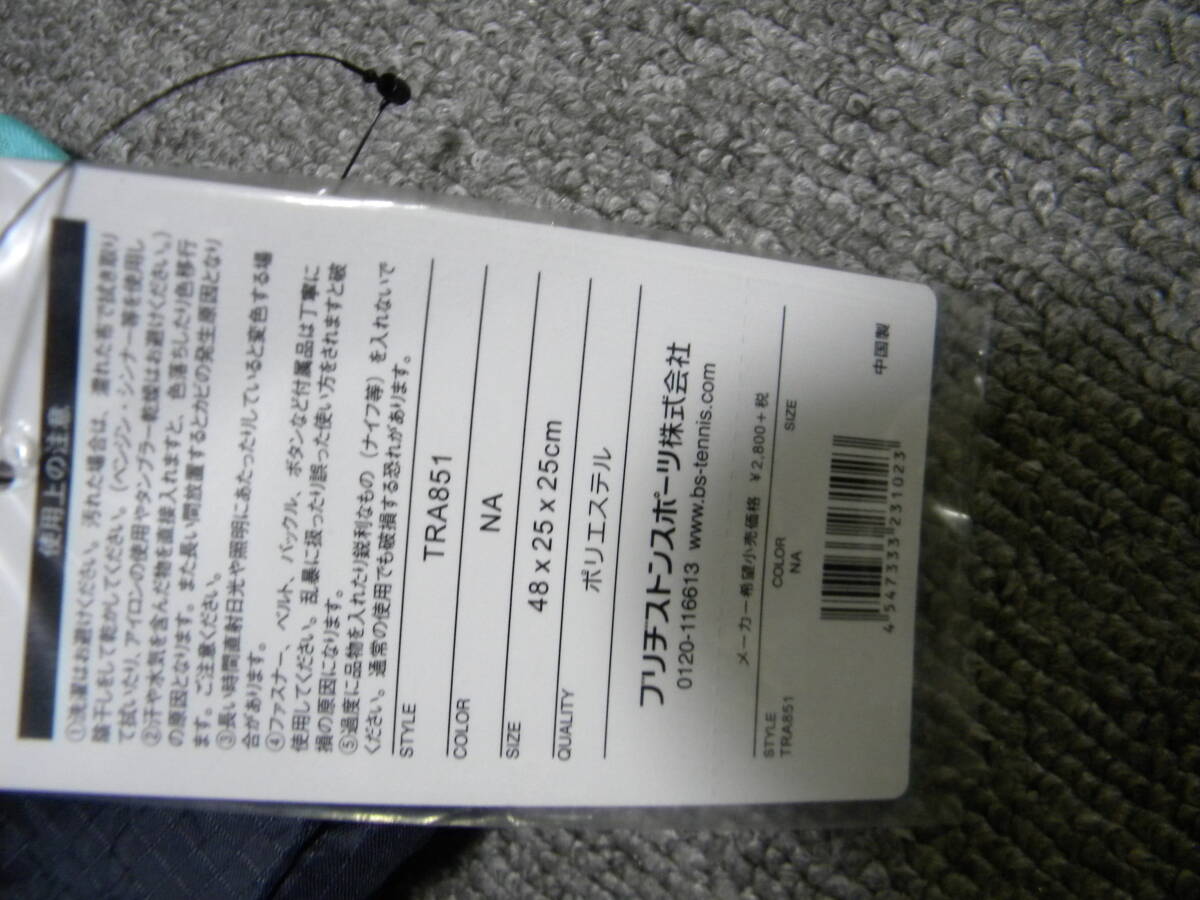 使用上の注意
①洗濯はお避けください。汚れた場合は、濡れた布で拭き取り
陰干しをして乾かしてください。(ベンジン・シンナー等を使用し
て拭いたり、アイロンの使用やタンブラー乾燥はお避けください。)
②汗や水気を含んだ物を直接入れますと、色落ちしたり色移行
の原因となります。また長い間放置するとカビの発生原因となり
ます。ご注意ください。
③長い時間直射日光や照明にあたったりしていると変色する場
合があります。
④ファスナー、ベルト、バックル、ボタンなど付属品は丁寧に
使用してください。乱暴に扱ったり誤った使い方をされますと破
損の原因になります。
⑤過度に品物を入れたり鋭利なもの(ナイフ等)を入れないで
ください。通常の使用でも破損する恐れがあります。
STYLE TRA851
COLOR NA
SIZE 48 x 25 x 25cm
QUALITY ポリエステル
ブリヂストンスポーツ株式会社
0120-116613 www.bs-tennis.com
メーカー希望小売価格 ¥2,800+税
STYLE COLOR SIZE
TRA851 NA
4547333231023
中国製